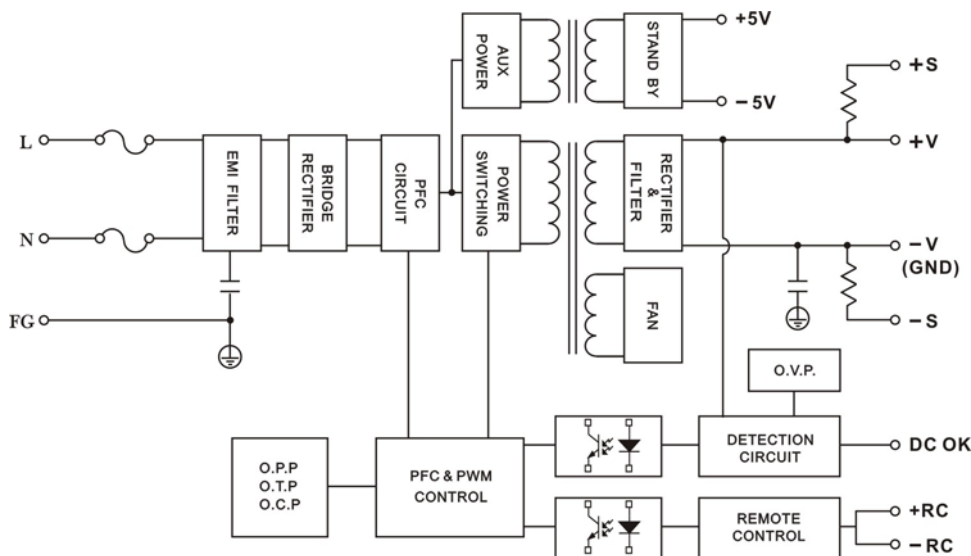 +5V
AUX
POWER
STAND BY
+S
–5V
L
+V
EMI FILTER
BRIDGE
RECTIFIER
PFC
CIRCUIT
POWER
SWITCHING
RECTIFIER
&
FILTER
N
–V
(GND)
FG
FAN
–S
O.V.P.
O.P.P
O.T.P
O.C.P
PFC & PWM
CONTROL
DETECTION
CIRCUIT
DC OK
REMOTE
CONTROL
+RC
–RC